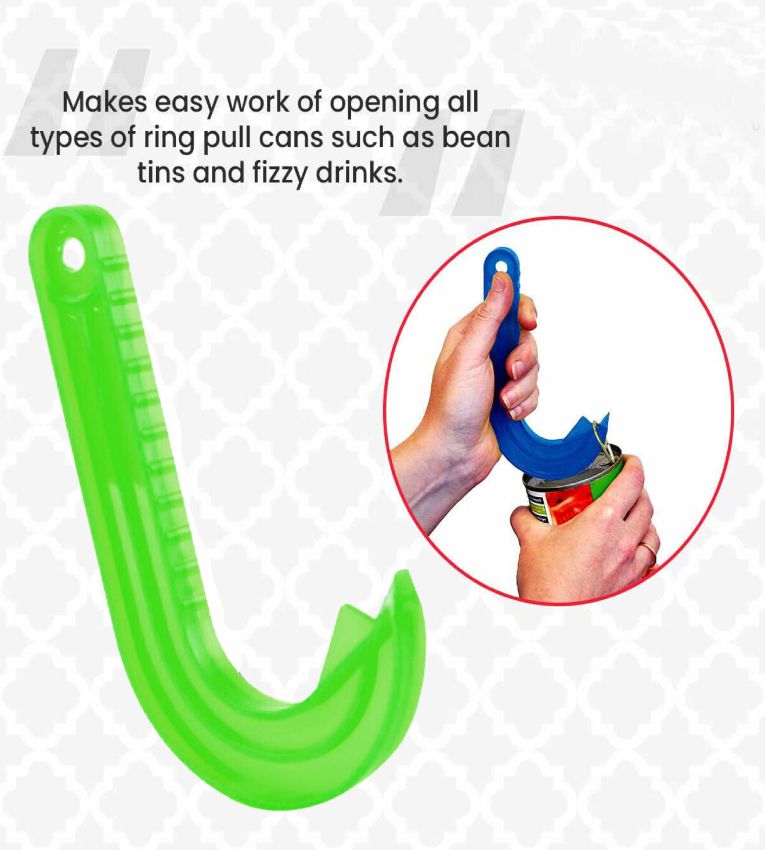 Makes easy work of opening all
types of ring pull cans such as bean
tins and fizzy drinks.